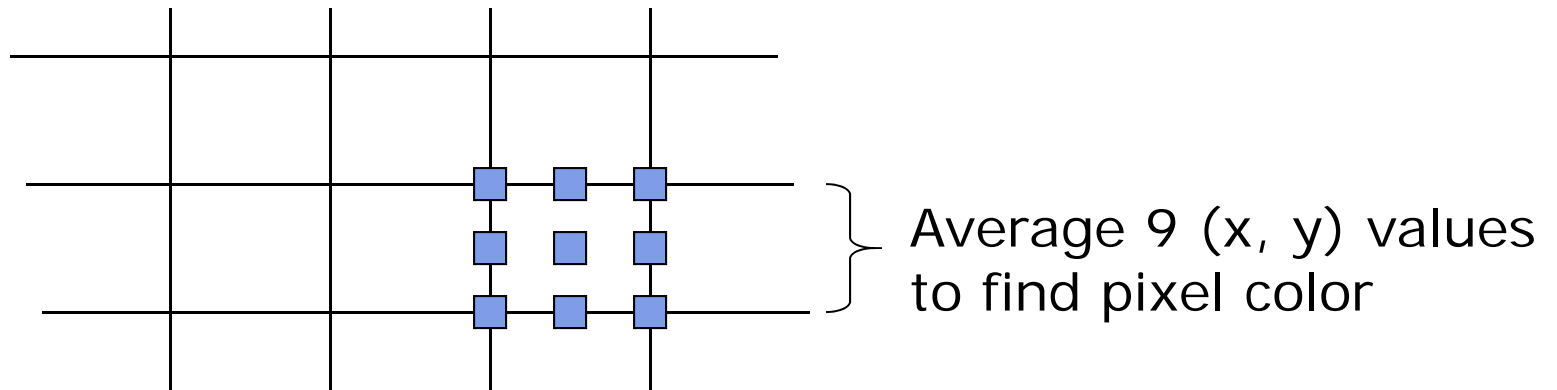 Average 9 (x, y) values
to find pixel color